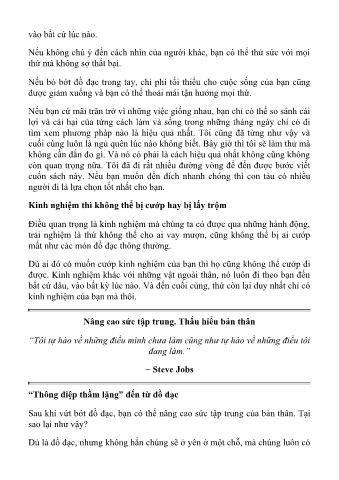 vào bất cứ lúc nào.
Nếu không chú ý đến cách nhìn của người khác, bạn có thể thử sức với mọi
thứ mà không sợ thất bại.
Nếu bỏ bớt đồ đạc trong tay, chi phí tối thiểu cho cuộc sống của bạn cũng
được giảm xuống và bạn có thể thoải mái tận hưởng mọi thứ.
Nếu bạn cứ mãi trăn trở vì những việc giống nhau, bạn chỉ có thể so sánh cái
lợi và cái hại của từng cách làm và sống trong những tháng ngày chỉ có đi
tìm xem phương pháp nào là hiệu quả nhất. Tôi cũng đã từng như vậy và
cuối cùng luôn là ngủ quên lúc nào không biết. Bây giờ thì tôi sẽ làm thử mà
không cần đắn đo gì. Và nó có phải là cách hiệu quả nhất không cũng không
còn quan trọng nữa. Tôi đã đi rất nhiều đường vòng để đến được bước viết
cuốn sách này. Nếu bạn muốn đến đích nhanh chóng thì con tàu có nhiều
người đi là lựa chọn tốt nhất cho bạn.
Kinh nghiệm thì không thể bị cướp hay bị lấy trộm
Điều quan trọng là kinh nghiệm mà chúng ta có được qua những hành động,
trải nghiệm là thứ không thể cho ai vay mượn, cũng không thể bị ai cướp
mất như các món đồ đạc thông thường.
Dù ai đó có muốn cướp kinh nghiệm của bạn thì họ cũng không thể cướp đi
được. Kinh nghiệm khác với những vật ngoài thân, nó luôn đi theo bạn đến
bất cứ đâu, vào bất kỳ lúc nào. Và đến cuối cùng, thứ còn lại duy nhất chỉ có
kinh nghiệm của bạn mà thôi.
Nâng cao sức tập trung. Thấu hiểu bản thân
“Tôi tự hào về những điều mình chưa làm cũng như tự hào về những điều tôi
đang làm.”
− Steve Jobs
“Thông điệp thầm lặng” đến từ đồ đạc
Sau khi vứt bớt đồ đạc, bạn có thể nâng cao sức tập trung của bản thân. Tại
sao lại như vậy?
Dù là đồ đạc, nhưng không hẳn chúng sẽ ở yên ở một chỗ, mà chúng luôn có